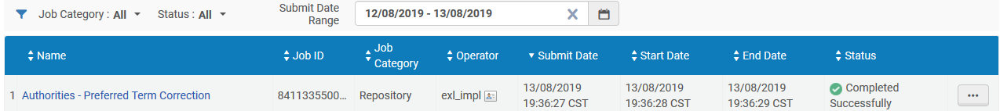 Job Category : All Status : All Submit Date Range 12/08/2019 - 13/08/2019
Name Job ID Job Category Operator Submit Date Start Date End Date Status
1 Authorities - Preferred Term Correction 8411335500... Repository exl_impl 13/08/2019 13/08/2019 13/08/2019 Completed
19:36:27 CST 19:36:28 CST 19:36:29 CST Successfully